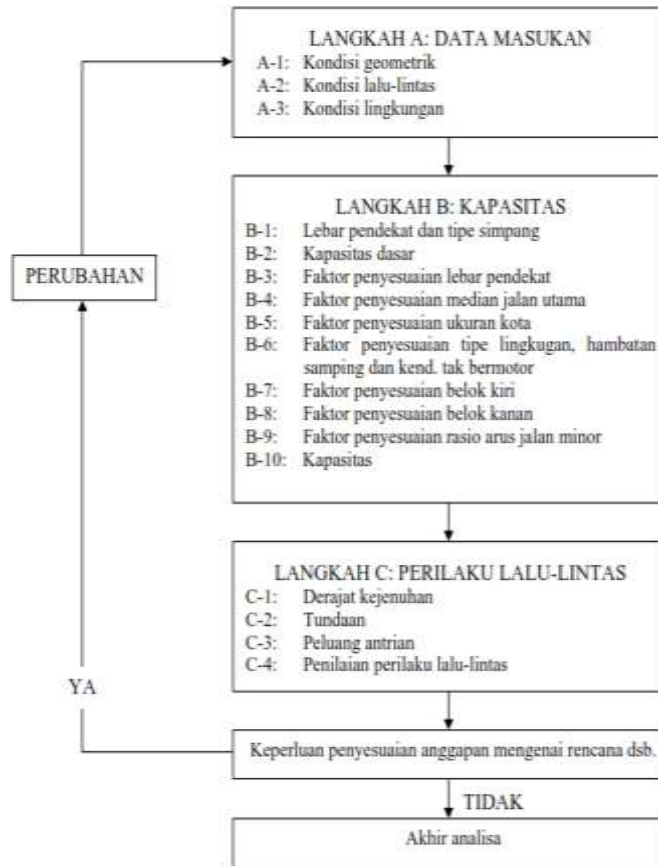 LANGKAH A: DATA MASUKAN
A-1: Kondisi geometrik
A-2: Kondisi lalu-lintas
A-3: Kondisi lingkungan
LANGKAH B: KAPASITAS
B-1: Lebar pendekat dan tipe simpang
B-2: Kapasitas dasar
B-3: Faktor penyesuaian lebar pendekat
B-4: Faktor penyesuaian median jalan utama
B-5: Faktor penyesuaian ukuran kota
B-6: Faktor penyesuaian tipe lingkugan, hambatan
samping dan kend. tak bermotor
B-7: Faktor penyesuaian belok kiri
B-8: Faktor penyesuaian belok kanan
B-9: Faktor penyesuaian rasio arus jalan minor
B-10: Kapasitas
PERUBAHAN
LANGKAH C: PERILAKU LALU-LINTAS
C-1: Derajat kejenuhan
C-2: Tundaan
C-3: Peluang antrian
C-4: Penilaian perilaku lalu-lintas
YA
Keperluan penyesuaian anggapan mengenai rencana dsb.
TIDAK
Akhir analisa